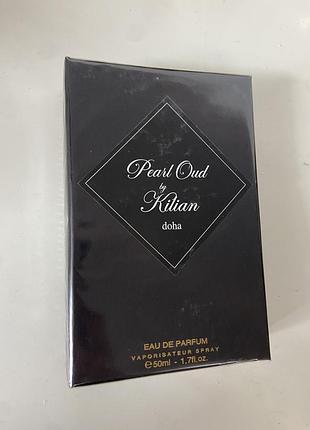 Pearl Oud
by
Kilian
doha
EAU DE PARFUM
VAPORISATEUR SPRAY
℮50ml - 1.7fl.oz.